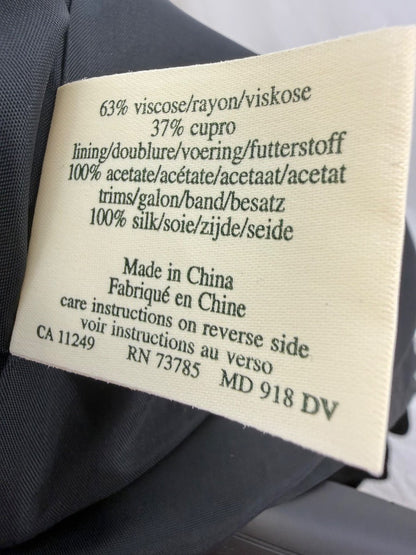 63% viscose/rayon/viskose
37% cupro
lining/doublure/voering/futterstoff
100% acetate/acétate/acetaat/acetat
trims/galon/band/besatz
100% silk/soie/zijde/seide
Made in China
Fabriqué en Chine
care instructions on reverse side
voir instructions au verso
CA 11249 RN 73785 MD 918 DV